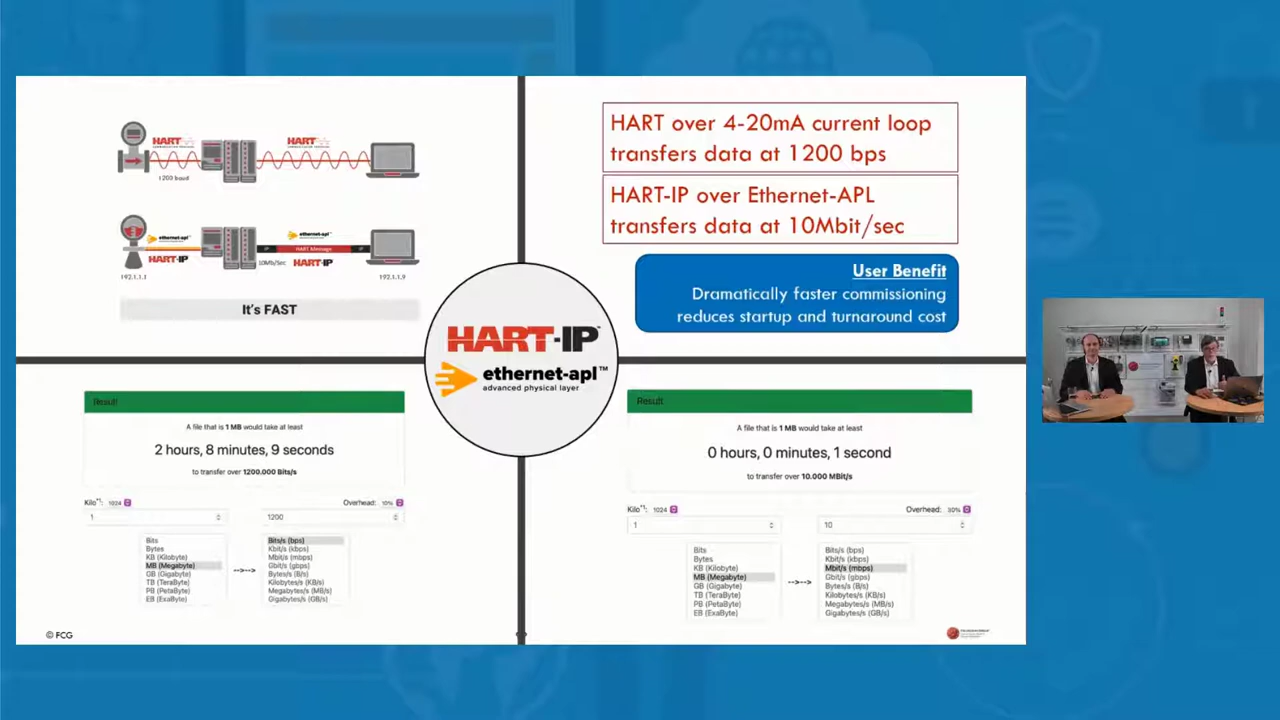 HART
HART
1200 baud
ethernet-apl
ethernet-apl
HART-IP
IP
HART Message
IP
10Mb/Sec
HART-IP
192.1.1.1
192.1.1.9
It's FAST
HART over 4-20mA current loop
transfers data at 1200 bps
HART-IP over Ethernet-APL
transfers data at 10Mbit/sec
User Benefit
Dramatically faster commissioning
reduces startup and turnaround cost
HART-IP™
ethernet-apl™
advanced physical layer
Result
A file that is 1 MB would take at least
2 hours, 8 minutes, 9 seconds
to transfer over 1200.000 Bits/s
Kilo*¹: 1024
Overhead: 10%
1
1200
Bits
Bytes
KB (Kilobyte)
MB (Megabyte)
GB (Gigabyte)
TB (TeraByte)
PB (PetaByte)
EB (ExaByte)
-->-->
Bits/s (bps)
Kbit/s (kbps)
Mbit/s (mbps)
Gbit/s (gbps)
Bytes/s (B/s)
Kilobytes/s (KB/s)
Megabytes/s (MB/s)
Gigabytes/s (GB/s)
Result
A file that is 1 MB would take at least
0 hours, 0 minutes, 1 second
to transfer over 10.000 MBit/s
Kilo*¹: 1024
Overhead:
1
10
Bits
Bytes
KB (Kilobyte)
MB (Megabyte)
GB (Gigabyte)
TB (TeraByte)
PB (PetaByte)
EB (ExaByte)
-->-->
Bits/s (bps)
Kbit/s (kbps)
Mbit/s (mbps)
Gbit/s (gbps)
Bytes/s (B/s)
Kilobytes/s (KB/s)
Megabytes/s (MB/s)
Gigabytes/s (GB/s)
© FCG